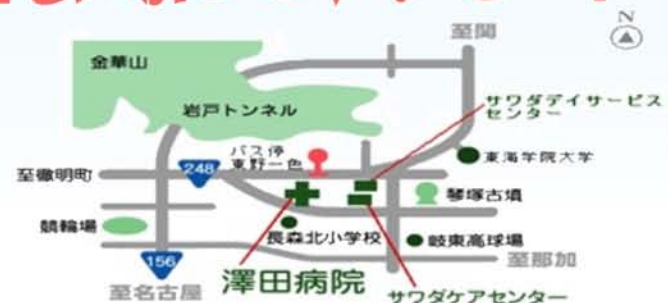 至関
N
金華山
岩戸トンネル
サワダデイサービス
センター
バス停
東野一色
東海学院大学
248
至徹明町
琴塚古墳
競輪場
長森北小学校
岐東高球場
156
至那加
至名古屋
澤田病院
サワダケアセンター